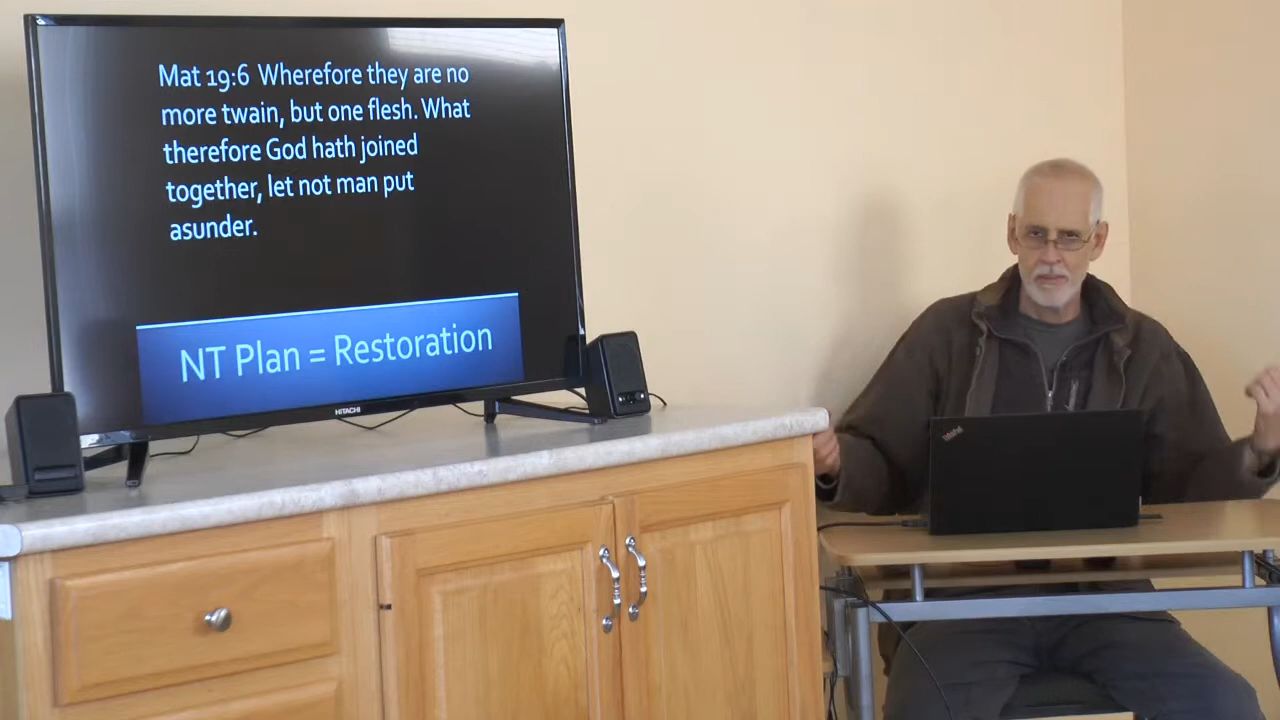 Mat 19:6 Wherefore they are no
more twain, but one flesh. What
therefore God hath joined
together, let not man put
asunder.
NT Plan = Restoration
HITACHI
ThinkPad